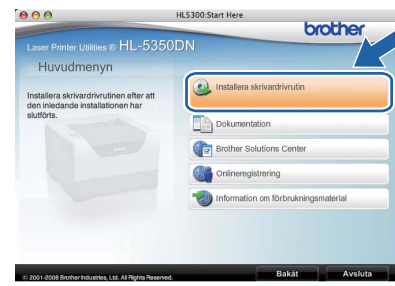 HL5300:Start Here
brother
Laser Printer Utilities ® HL-5350DN
Huvudmenyn
Installera skrivardrivrutinen efter att
den inledande installationen har
slutförts.
Installera skrivardrivrutin
Dokumentation
Brother Solutions Center
Onlineregistrering
Information om förbrukningsmaterial
© 2001-2008 Brother Industries, Ltd. All Rights Reserved.
Bakåt
Avsluta